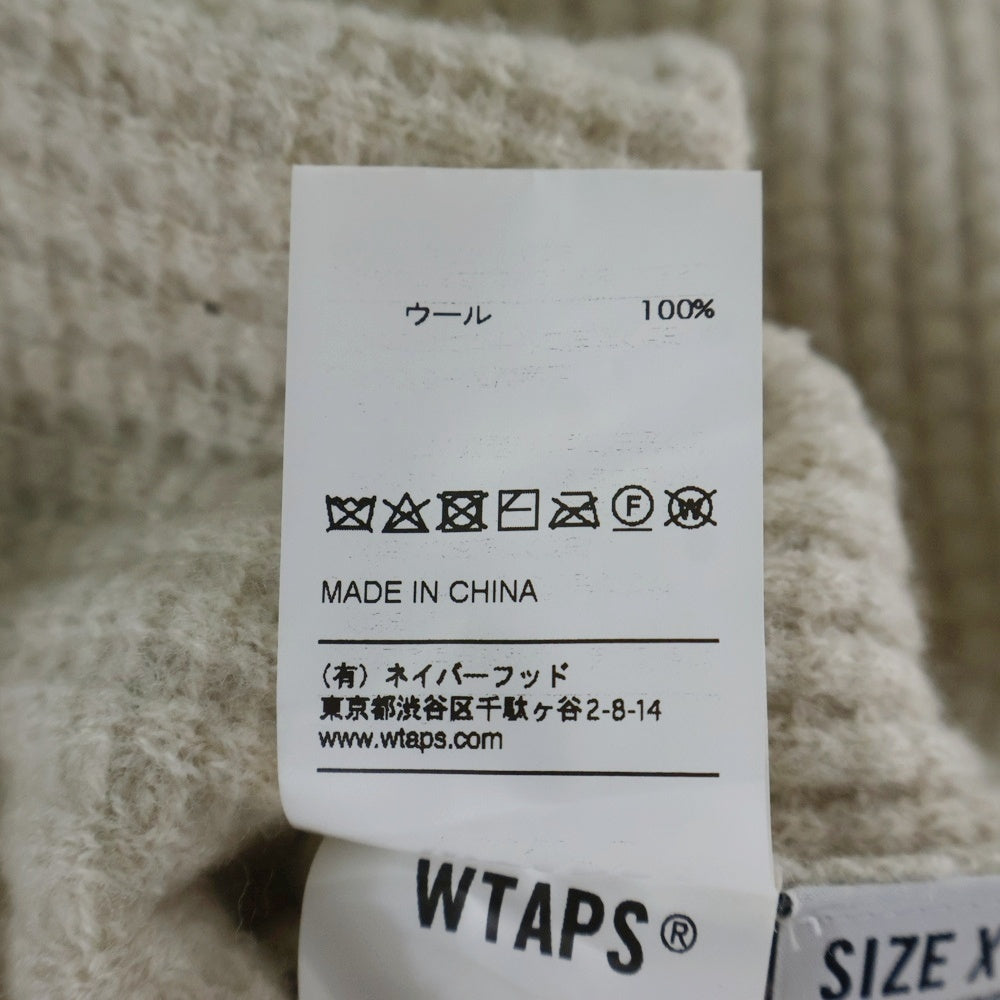 ウール 100%
F W
MADE IN CHINA
(有) ネイバーフッド
東京都渋谷区千駄ヶ谷2-8-14
www.wtaps.com
WTAPS®
SIZE X